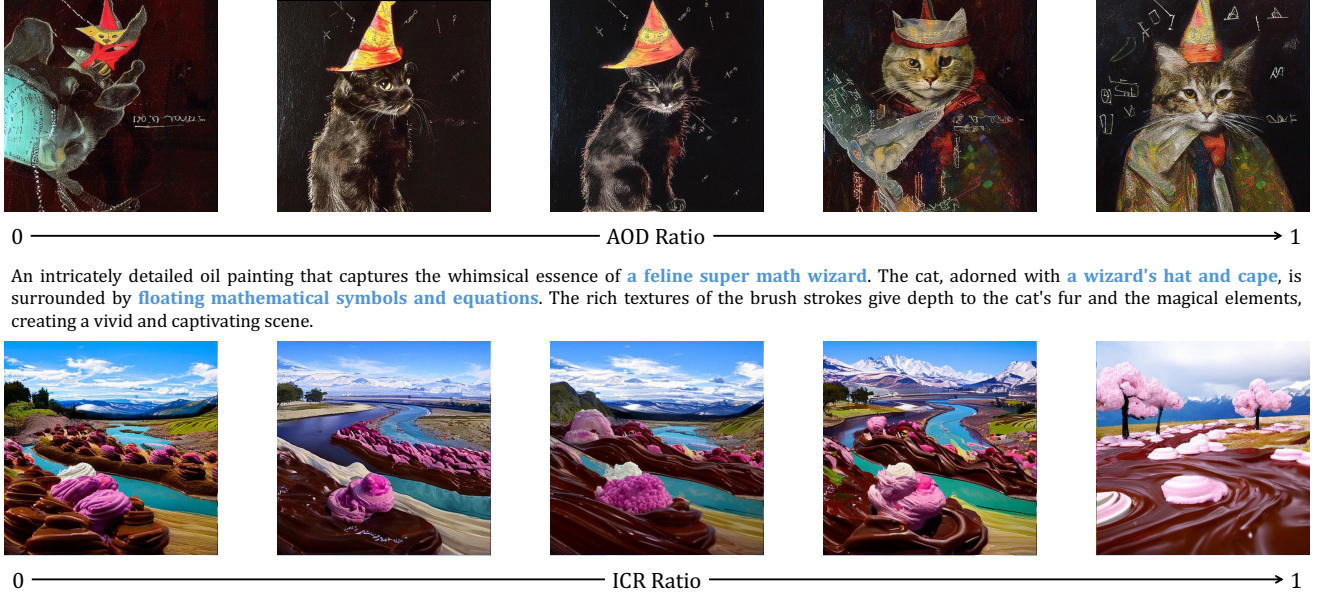 0 AOD Ratio 1
An intricately detailed oil painting that captures the whimsical essence of a feline super math wizard. The cat, adorned with a wizard's hat and cape, is
surrounded by floating mathematical symbols and equations. The rich textures of the brush strokes give depth to the cat's fur and the magical elements,
creating a vivid and captivating scene.
0 ICR Ratio 1